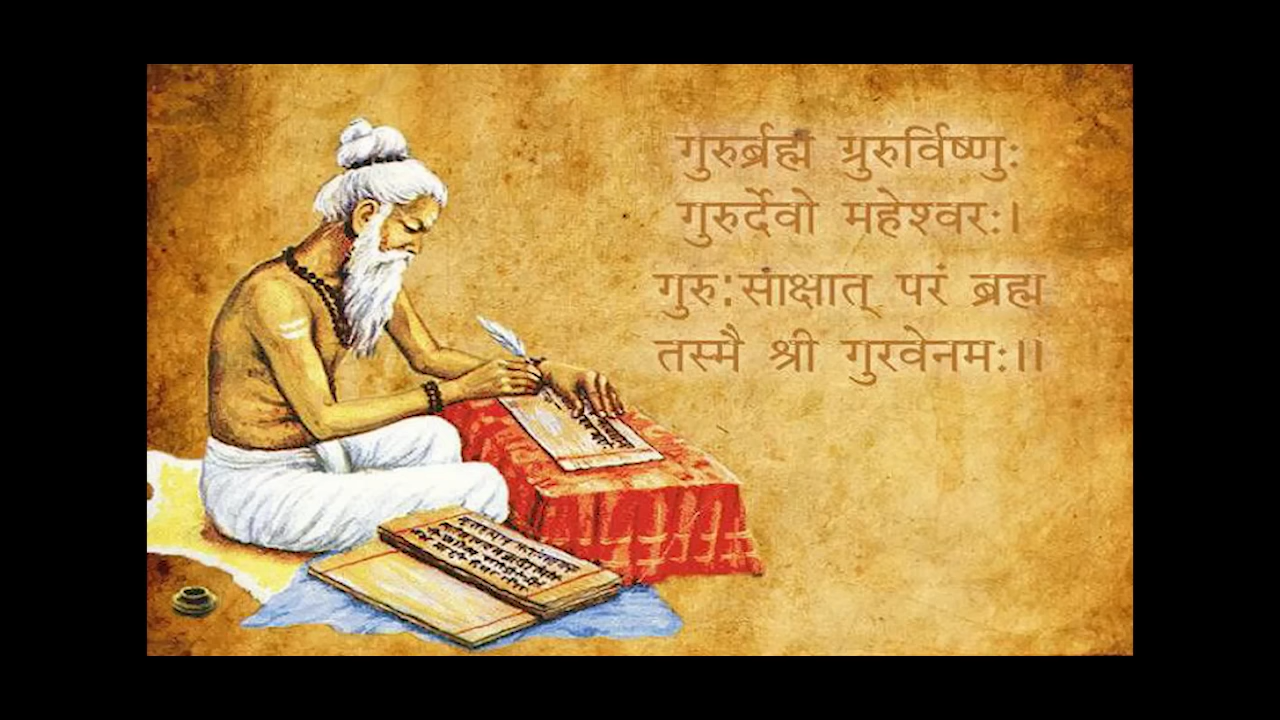 गुरुर्ब्रह्म ग्रुरुर्विष्णुः
गुरुर्देवो महेश्वरः।
गुरु:साक्षात् परं ब्रह्म
तस्मै श्री गुरवेनमः।।